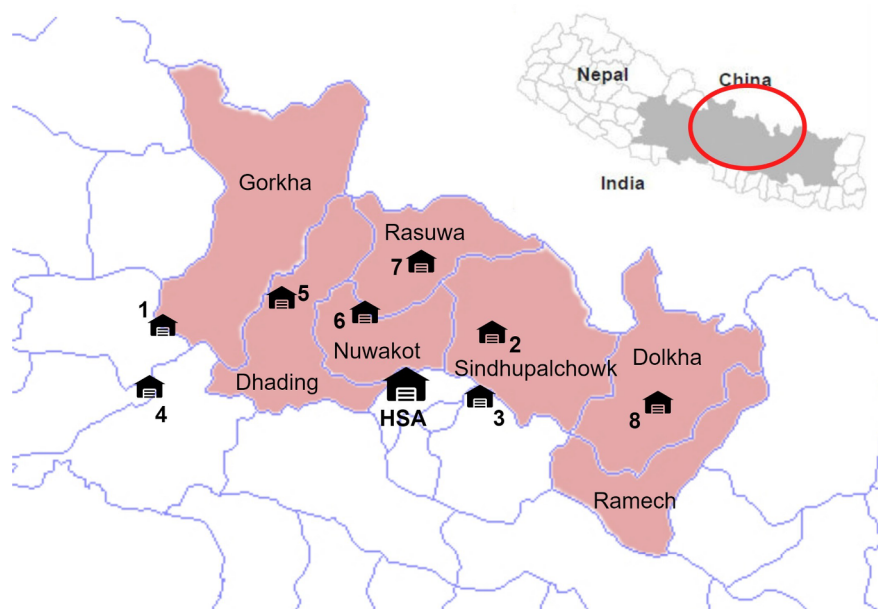 Nepal
China
India
Gorkha
Rasuwa
7
5
1
6
2
Nuwakot
Sindhupalchowk
Dolkha
Dhading
4
HSA
3
8
Ramech